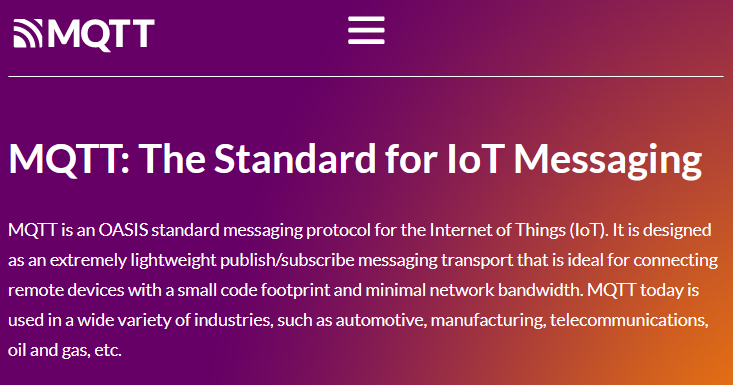 MQTT
MQTT: The Standard for IoT Messaging
MQTT is an OASIS standard messaging protocol for the Internet of Things (IoT). It is designed
as an extremely lightweight publish/subscribe messaging transport that is ideal for connecting
remote devices with a small code footprint and minimal network bandwidth. MQTT today is
used in a wide variety of industries, such as automotive, manufacturing, telecommunications,
oil and gas, etc.